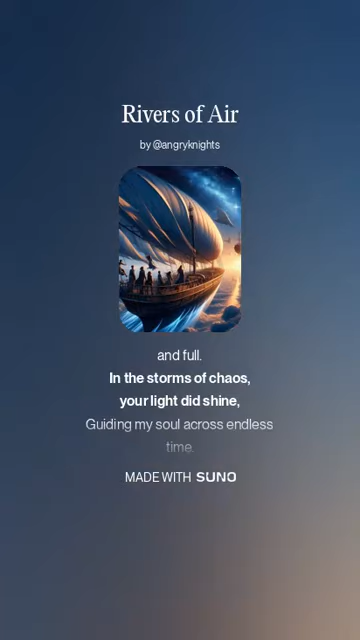 Rivers of Air
by @angryknights
and full.
In the storms of chaos,
your light did shine,
Guiding my soul across endless
time.
MADE WITH SUNO